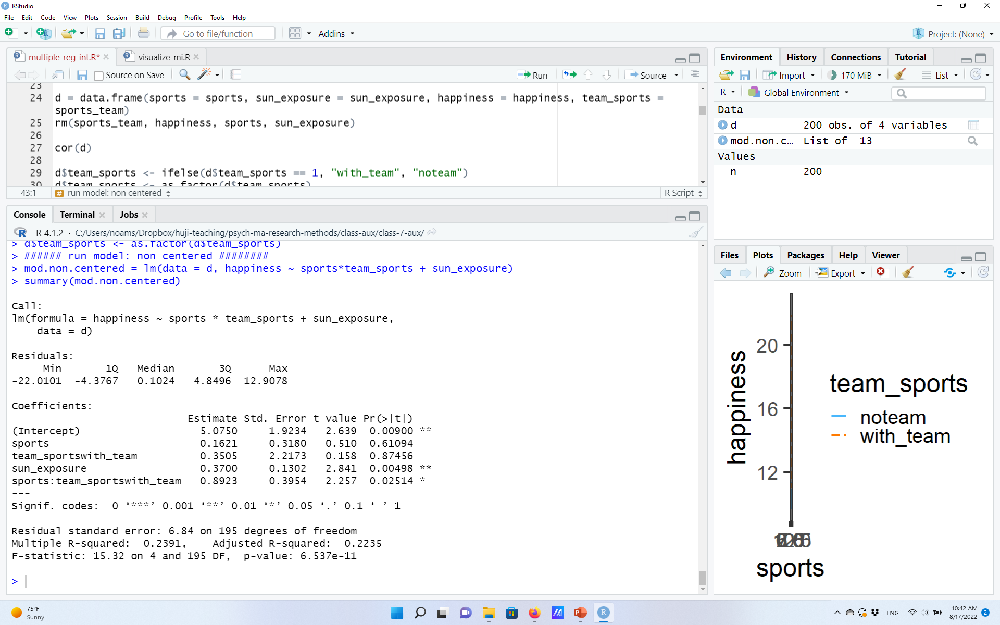 RStudio
File Edit Code View Plots Session Build Debug Profile Tools Help
Go to file/function Addins Project: (None)
multiple-reg-int.R* visualize-mi.R
Source on Save Run Source
23
24 d = data.frame(sports = sports, sun_exposure = sun_exposure, happiness = happiness, team_sports =
sports_team)
25 rm(sports_team, happiness, sports, sun_exposure)
26
27 cor(d)
28
29 d$team_sports <- ifelse(d$team_sports == 1, "with_team", "noteam")
30 d$team_sports <- as.factor(d$team_sports)
43:1 # run model: non centered R Script
Console Terminal Jobs
R 4.1.2 · C:/Users/noams/Dropbox/huji-teaching/psych-ma-research-methods/class-aux/class-7-aux/
> d$team_sports <- as.factor(d$team_sports)
> ###### run model: non centered ########
> mod.non.centered = lm(data = d, happiness ~ sports*team_sports + sun_exposure)
> summary(mod.non.centered)
Call:
lm(formula = happiness ~ sports * team_sports + sun_exposure,
data = d)
Residuals:
Min 1Q Median 3Q Max
-22.0101 -4.3767 0.1024 4.8496 12.9078
Coefficients:
Estimate Std. Error t value Pr(>|t|)
(Intercept) 5.0750 1.9234 2.639 0.00900 **
sports 0.1621 0.3180 0.510 0.61094
team_sportswith_team 0.3505 2.2173 0.158 0.87456
sun_exposure 0.3700 0.1302 2.841 0.00498 **
sports:team_sportswith_team 0.8923 0.3954 2.257 0.02514 *
---
Signif. codes: 0 ‘***’ 0.001 ‘**’ 0.01 ‘*’ 0.05 ‘.’ 0.1 ‘ ’ 1
Residual standard error: 6.84 on 195 degrees of freedom
Multiple R-squared: 0.2391, Adjusted R-squared: 0.2235
F-statistic: 15.32 on 4 and 195 DF, p-value: 6.537e-11
>
Environment History Connections Tutorial
Import 170 MiB List
R Global Environment
Data
d 200 obs. of 4 variables
mod.non.c... List of 13
Values
n 200
Files Plots Packages Help Viewer
Zoom Export
happiness
20
16
12
sports
team_sports
noteam
with_team
75°F
Sunny
ENG
10:42 AM
8/17/2022
2